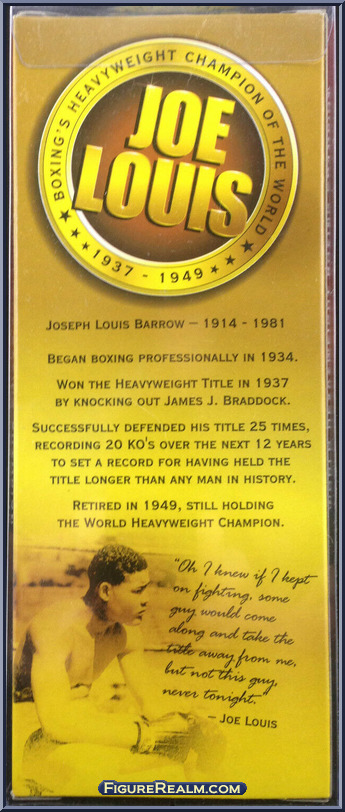 BOXING'S HEAVYWEIGHT CHAMPION OF THE WORLD
JOE
LOUIS
1937 - 1949
JOSEPH LOUIS BARROW – 1914 - 1981
BEGAN BOXING PROFESSIONALLY IN 1934.
WON THE HEAVYWEIGHT TITLE IN 1937
BY KNOCKING OUT JAMES J. BRADDOCK.
SUCCESSFULLY DEFENDED HIS TITLE 25 TIMES,
RECORDING 20 KO'S OVER THE NEXT 12 YEARS
TO SET A RECORD FOR HAVING HELD THE
TITLE LONGER THAN ANY MAN IN HISTORY.
RETIRED IN 1949, STILL HOLDING
THE WORLD HEAVYWEIGHT CHAMPION.
"Oh I knew if I kept
on fighting, some
guy would come
along and take the
title away from me,
but not this guy,
never tonight."
– JOE LOUIS
FIGUREREALM.COM